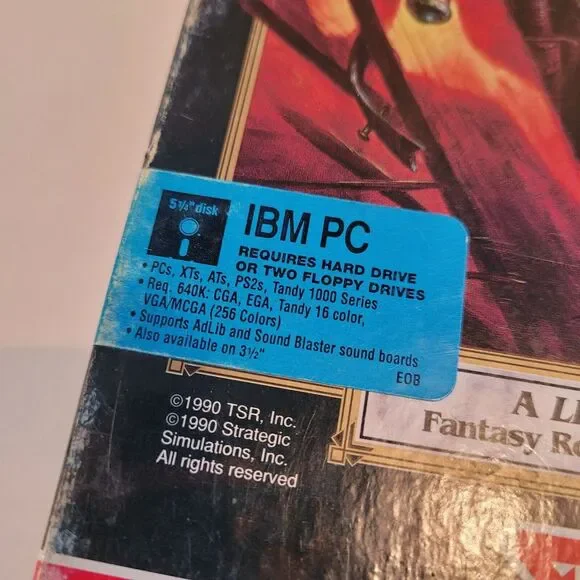 5¼" disk
IBM PC
REQUIRES HARD DRIVE
OR TWO FLOPPY DRIVES
• PCs, XTs, ATs, PS2s, Tandy 1000 Series
• Req. 640K: CGA, EGA, Tandy 16 color,
VGA/MCGA (256 Colors)
• Supports AdLib and Sound Blaster sound boards
• Also available on 3½"
EOB
©1990 TSR, Inc.
©1990 Strategic
Simulations, Inc.
All rights reserved
A
Fantasy